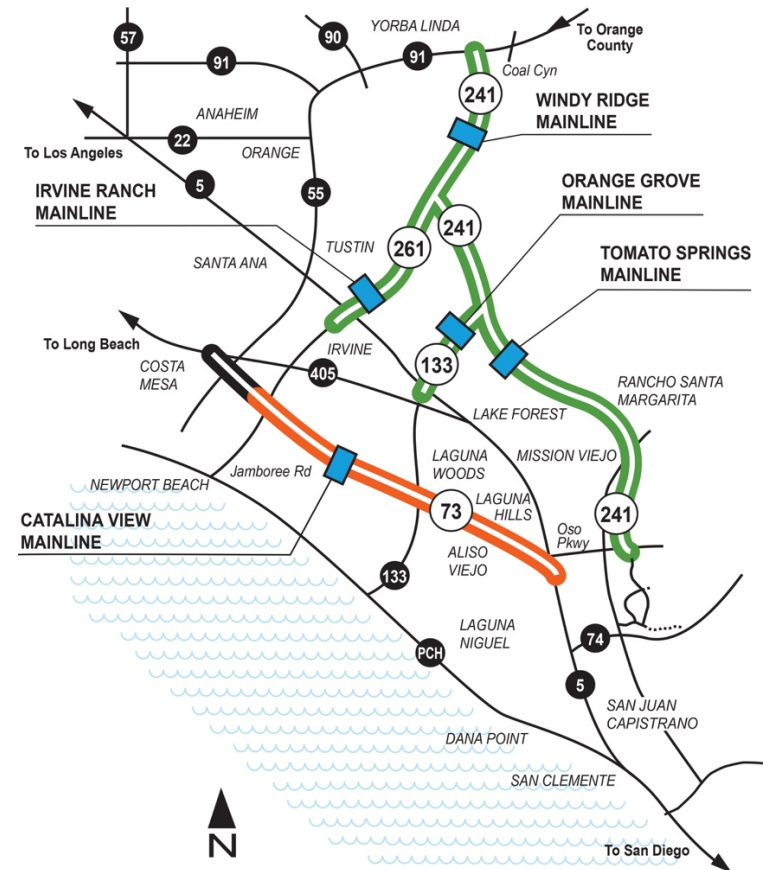 57
90
YORBA LINDA
91
91
To Orange
County
Coal Cyn
241
WINDY RIDGE
MAINLINE
ANAHEIM
22
ORANGE
To Los Angeles
5
55
IRVINE RANCH
MAINLINE
ORANGE GROVE
MAINLINE
241
261
TUSTIN
TOMATO SPRINGS
MAINLINE
SANTA ANA
To Long Beach
IRVINE
133
COSTA
MESA
405
RANCHO SANTA
MARGARITA
LAKE FOREST
LAGUNA
WOODS
MISSION VIEJO
Jamboree Rd
NEWPORT BEACH
73
LAGUNA
HILLS
241
CATALINA VIEW
MAINLINE
Oso
Pkwy
ALISO
VIEJO
133
LAGUNA
NIGUEL
74
PCH
5
SAN JUAN
CAPISTRANO
DANA POINT
SAN CLEMENTE
N
To San Diego